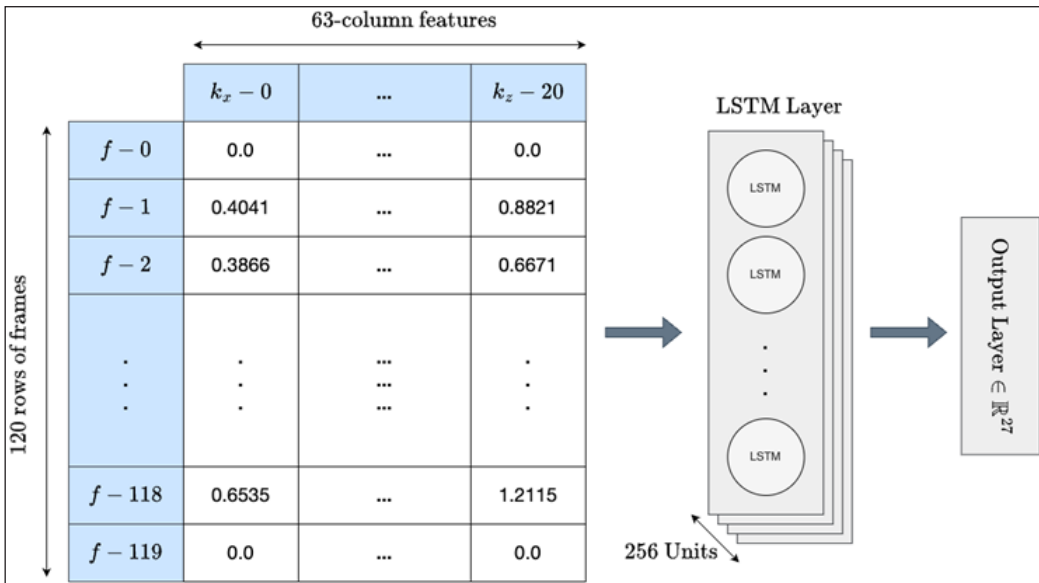 63-column features
k_x − 0 ... k_z − 20
f − 0 0.0 ... 0.0
f − 1 0.4041 ... 0.8821
f − 2 0.3866 ... 0.6671
. . ... .
. . ... .
. . ... .
f − 118 0.6535 ... 1.2115
f − 119 0.0 ... 0.0
120 rows of frames
LSTM Layer
LSTM
LSTM
.
.
.
LSTM
256 Units
Output Layer ∈ ℝ²⁷